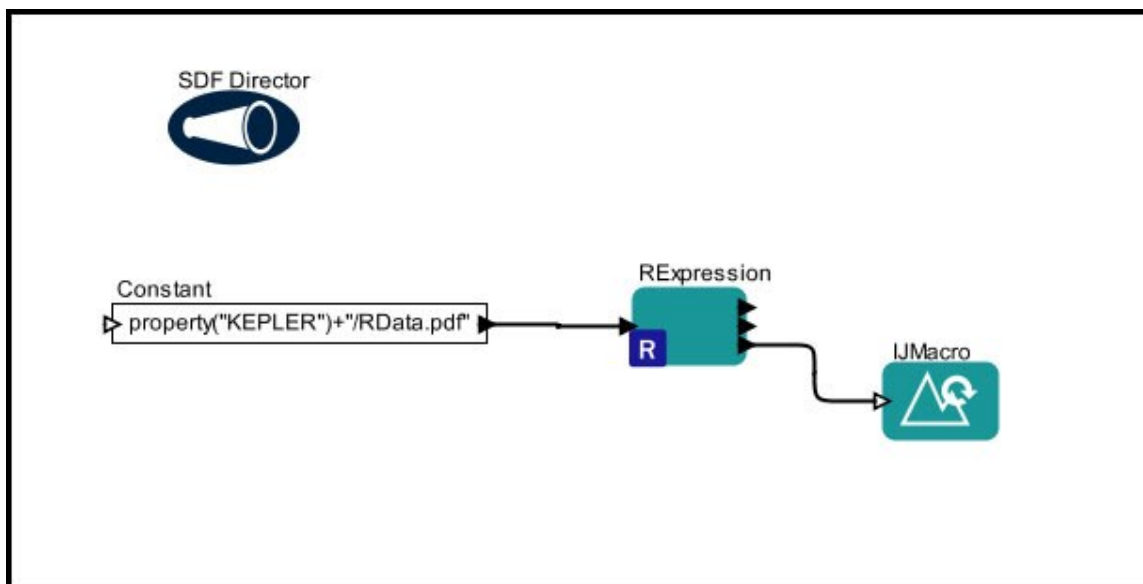 SDF Director
Constant
property("KEPLER")+"/RData.pdf"
RExpression
R
IJMacro